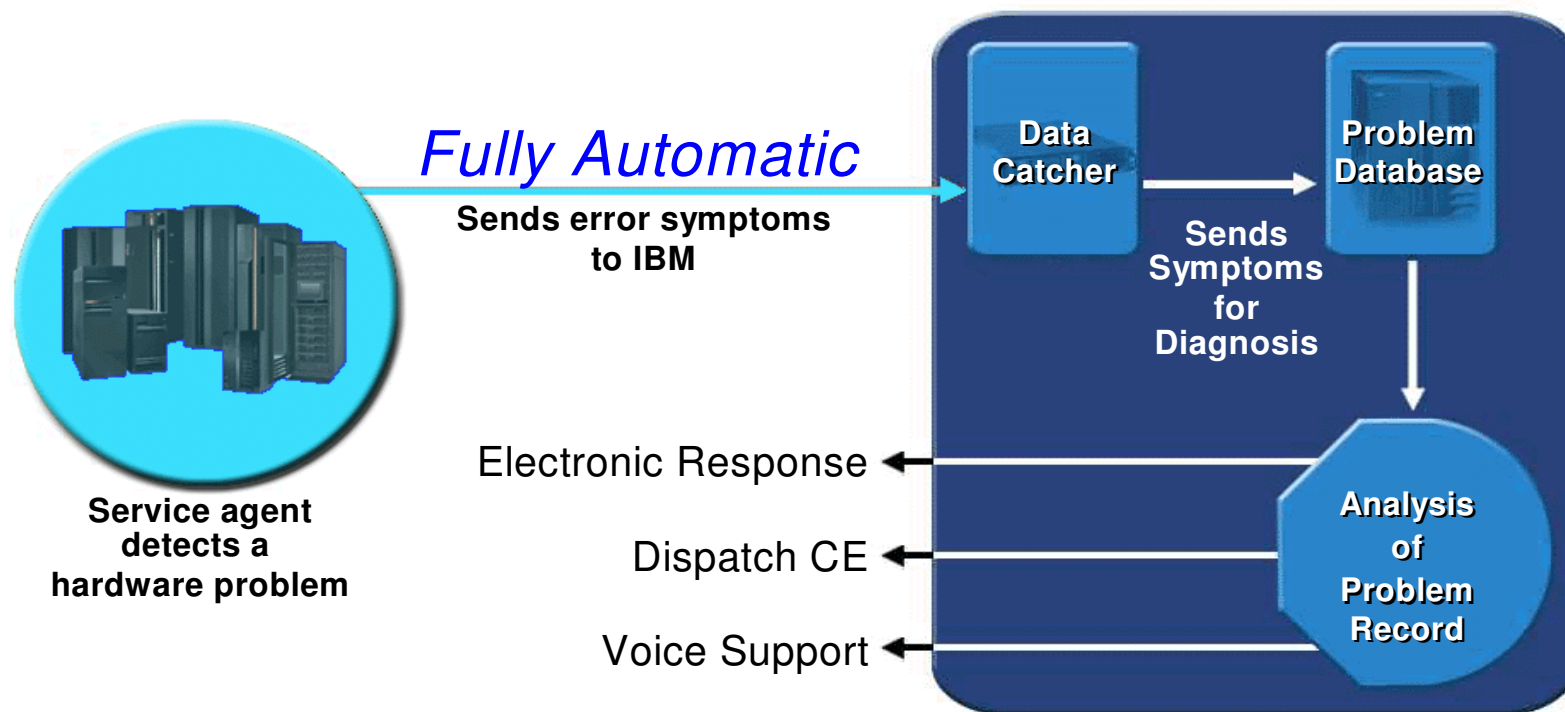 Fully Automatic
Sends error symptoms
to IBM
Service agent
detects a
hardware problem
Data
Catcher
Sends
Symptoms
for
Diagnosis
Problem
Database
Analysis
of
Problem
Record
Electronic Response
Dispatch CE
Voice Support